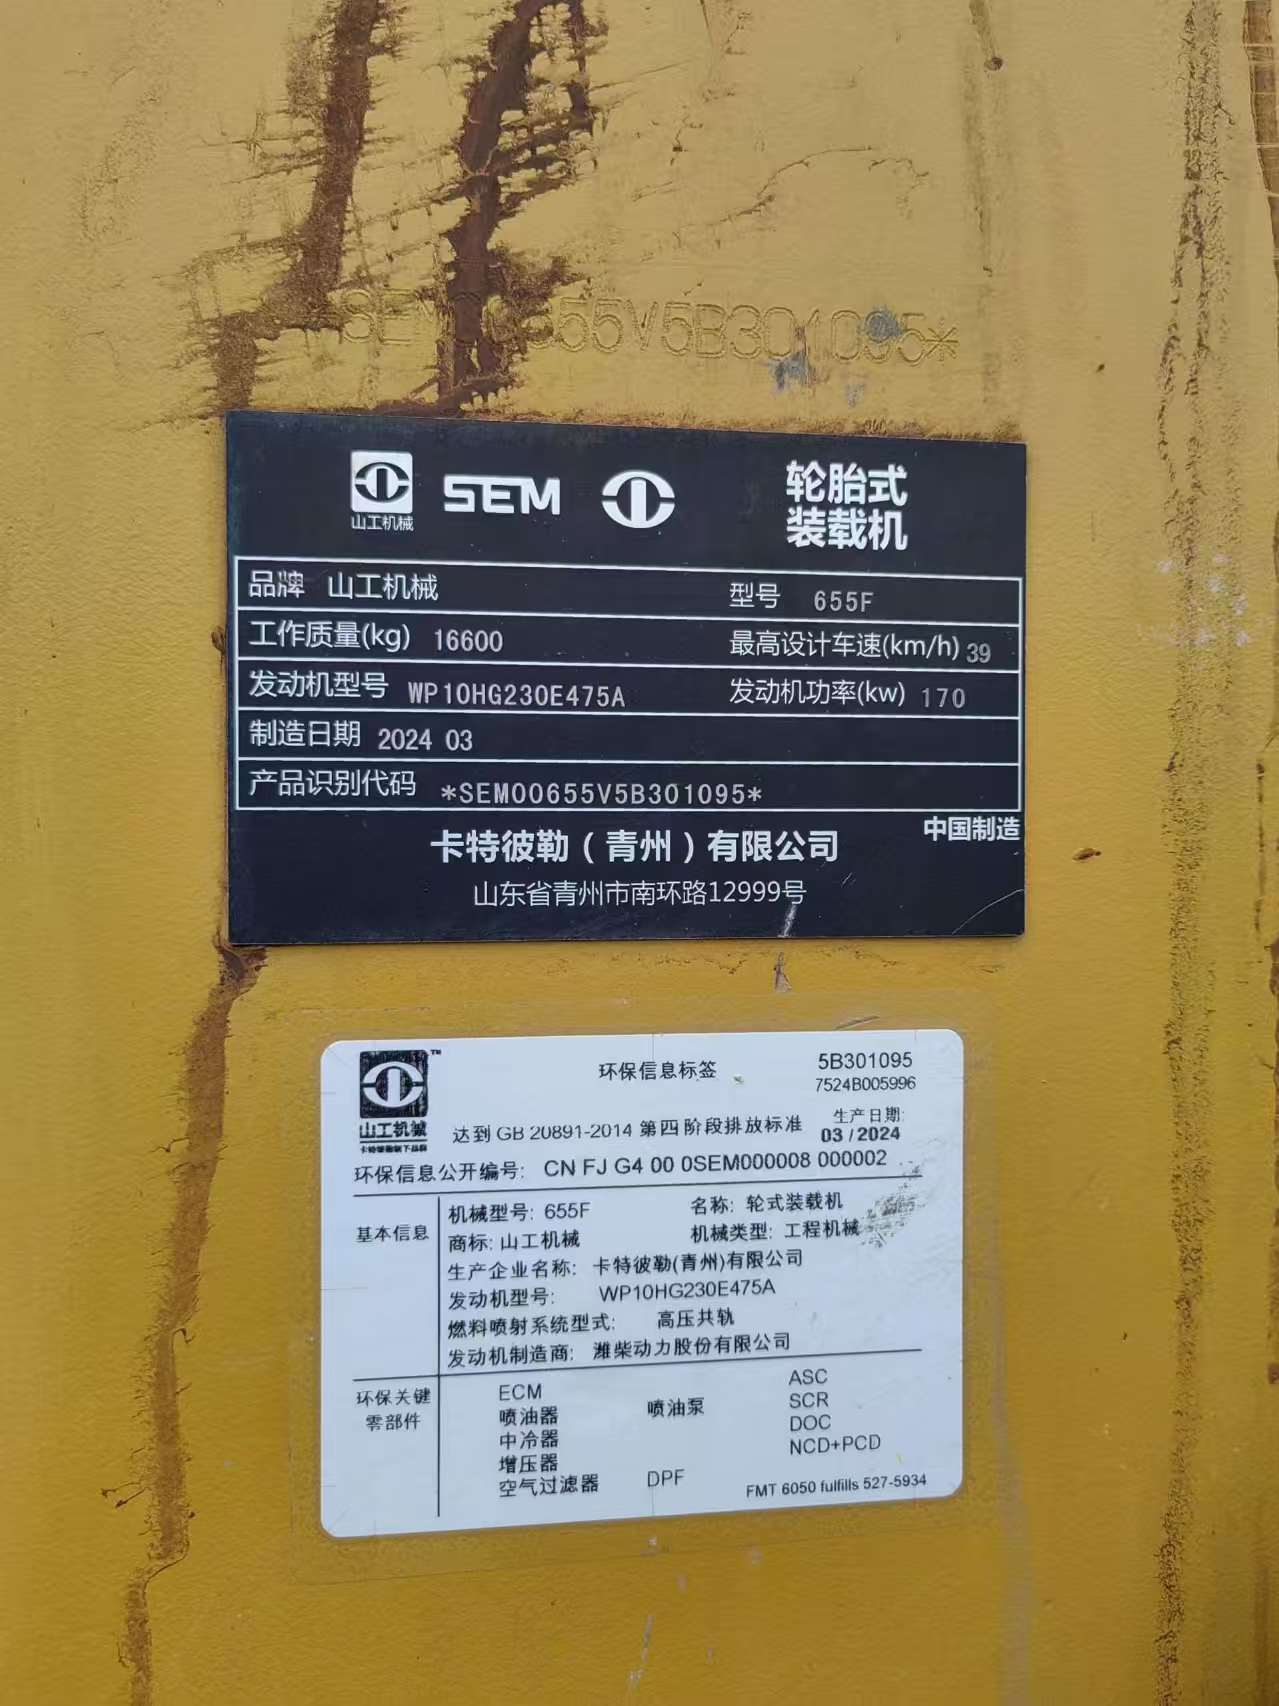 *SEM00655V5B301095*
山工机械 SEM
轮胎式
装载机
品牌 山工机械 型号 655F
工作质量(kg) 16600 最高设计车速(km/h) 39
发动机型号 WP10HG230E475A 发动机功率(kw) 170
制造日期 2024 03
产品识别代码 *SEM00655V5B301095*
中国制造
卡特彼勒（青州）有限公司
山东省青州市南环路12999号
山工机械
环保信息标签 5B301095
7524B005996
达到 GB 20891-2014 第四阶段排放标准 生产日期:
03/2024
环保信息公开编号: CN FJ G4 00 0SEM000008 000002
基本信息
机械型号: 655F 名称: 轮式装载机
商标: 山工机械 机械类型: 工程机械
生产企业名称: 卡特彼勒(青州)有限公司
发动机型号: WP10HG230E475A
燃料喷射系统型式: 高压共轨
发动机制造商: 潍柴动力股份有限公司
环保关键
零部件
ECM
喷油器
中冷器
增压器
空气过滤器
喷油泵
DPF
ASC
SCR
DOC
NCD+PCD
FMT 6050 fulfills 527-5934